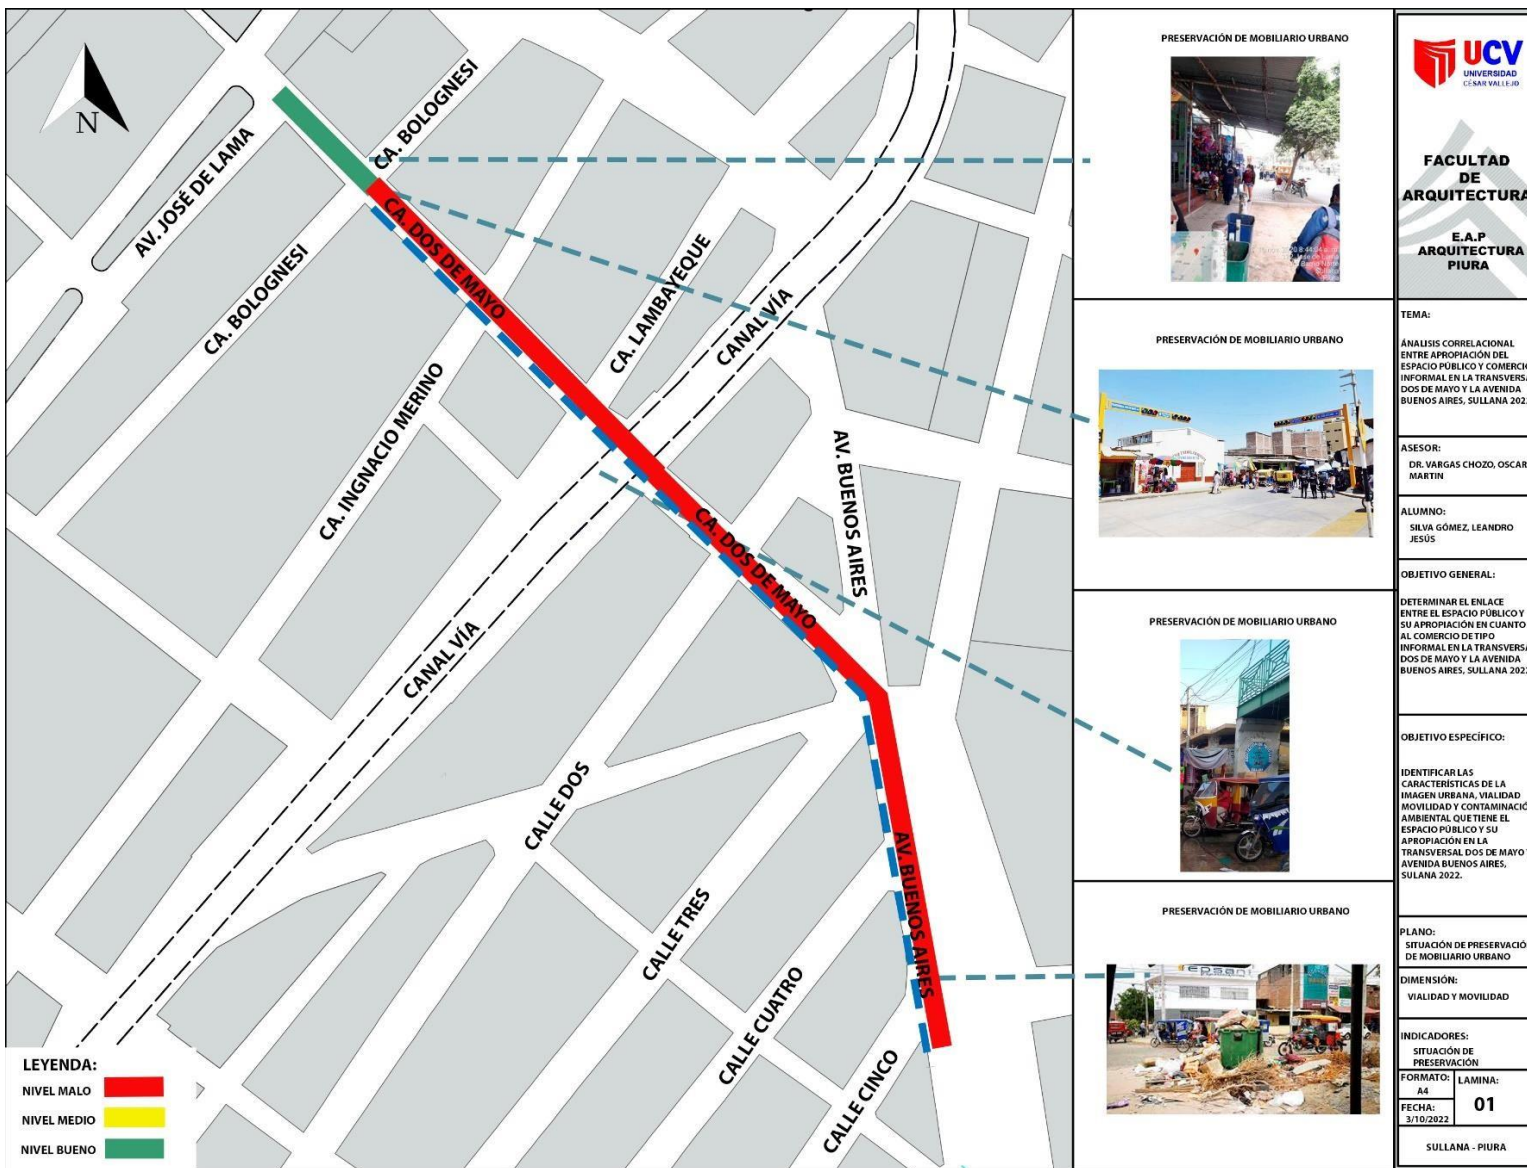 N
AV. JOSÉ DE LAMA
CA. BOLOGNESI
CA. BOLOGNESI
CA. DOS DE MAYO
CA. LAMBAYEQUE
CANAL VÍA
CA. INGNACIO MERINO
AV. BUENOS AIRES
CA. DOS DE MAYO
CANAL VÍA
CALLE DOS
AV. BUENOS AIRES
CALLE TRES
CALLE CUATRO
CALLE CINCO
LEYENDA:
NIVEL MALO
NIVEL MEDIO
NIVEL BUENO
PRESERVACIÓN DE MOBILIARIO URBANO
PRESERVACIÓN DE MOBILIARIO URBANO
PRESERVACIÓN DE MOBILIARIO URBANO
PRESERVACIÓN DE MOBILIARIO URBANO
UCV
UNIVERSIDAD
CÉSAR VALLEJO
FACULTAD
DE
ARQUITECTURA
E.A.P
ARQUITECTURA
PIURA
TEMA:
ÁNALISIS CORRELACIONAL
ENTRE APROPIACIÓN DEL
ESPACIO PÚBLICO Y COMERCIO
INFORMAL EN LA TRANSVERSA
DOS DE MAYO Y LA AVENIDA
BUENOS AIRES, SULLANA 202
ASESOR:
DR. VARGAS CHOZO, OSCAR
MARTIN
ALUMNO:
SILVA GÓMEZ, LEANDRO
JESÚS
OBJETIVO GENERAL:
DETERMINAR EL ENLACE
ENTRE EL ESPACIO PÚBLICO Y
SU APROPIACIÓN EN CUANTO
AL COMERCIO DE TIPO
INFORMAL EN LA TRANSVERSA
DOS DE MAYO Y LA AVENIDA
BUENOS AIRES, SULLANA 202
OBJETIVO ESPECÍFICO:
IDENTIFICAR LAS
CARACTERÍSTICAS DE LA
IMAGEN URBANA, VIALIDAD
MOVILIDAD Y CONTAMINACIÓ
AMBIENTAL QUE TIENE EL
ESPACIO PÚBLICO Y SU
APROPIACIÓN EN LA
TRANSVERSAL DOS DE MAYO Y
AVENIDA BUENOS AIRES,
SULANA 2022.
PLANO:
SITUACIÓN DE PRESERVACIÓ
DE MOBILIARIO URBANO
DIMENSIÓN:
VIALIDAD Y MOVILIDAD
INDICADORES:
SITUACIÓN DE
PRESERVACIÓN
FORMATO:
A4
LAMINA:
01
FECHA:
3/10/2022
SULLANA - PIURA